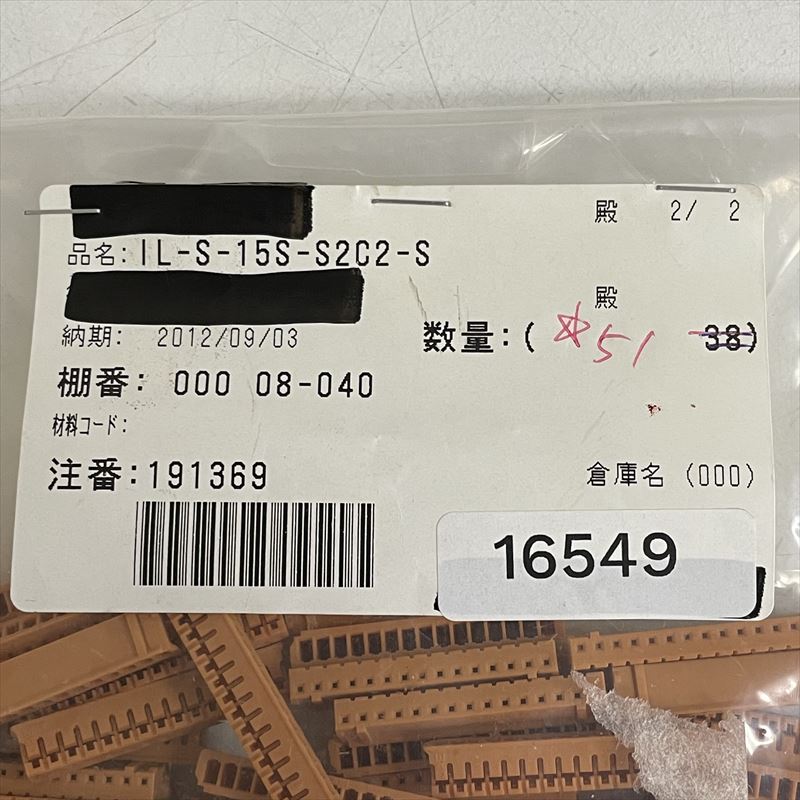 殿 2/ 2
品名:IL-S-15S-S2C2-S
殿
納期: 2012/09/03
数量:( 51 38)
棚番: 000 08-040
材料コード:
注番:191369
倉庫名 (000)
16549